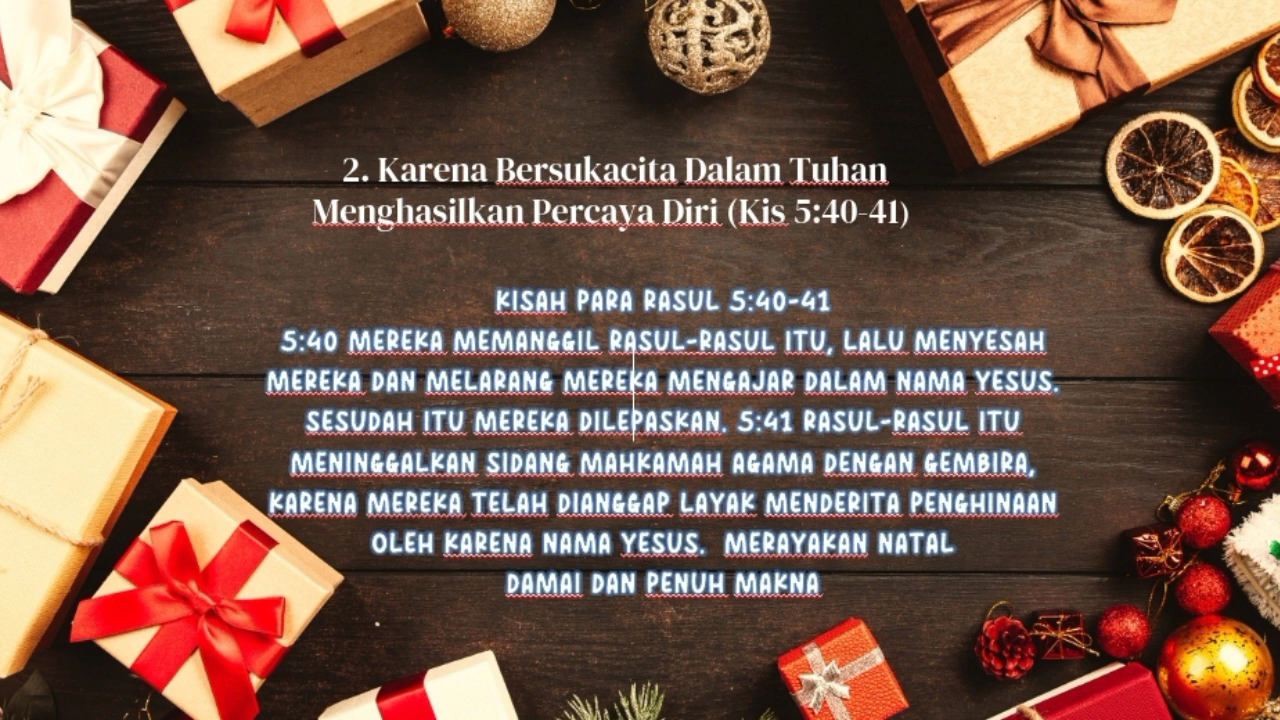 2. Karena Bersukacita Dalam Tuhan
Menghasilkan Percaya Diri (Kis 5:40-41)
KISAH PARA RASUL 5:40-41
5:40 MEREKA MEMANGGIL RASUL-RASUL ITU, LALU MENYESAH
MEREKA DAN MELARANG MEREKA MENGAJAR DALAM NAMA YESUS.
SESUDAH ITU MEREKA DILEPASKAN. 5:41 RASUL-RASUL ITU
MENINGGALKAN SIDANG MAHKAMAH AGAMA DENGAN GEMBIRA,
KARENA MEREKA TELAH DIANGGAP LAYAK MENDERITA PENGHINAAN
OLEH KARENA NAMA YESUS. MERAYAKAN NATAL
DAMAI DAN PENUH MAKNA